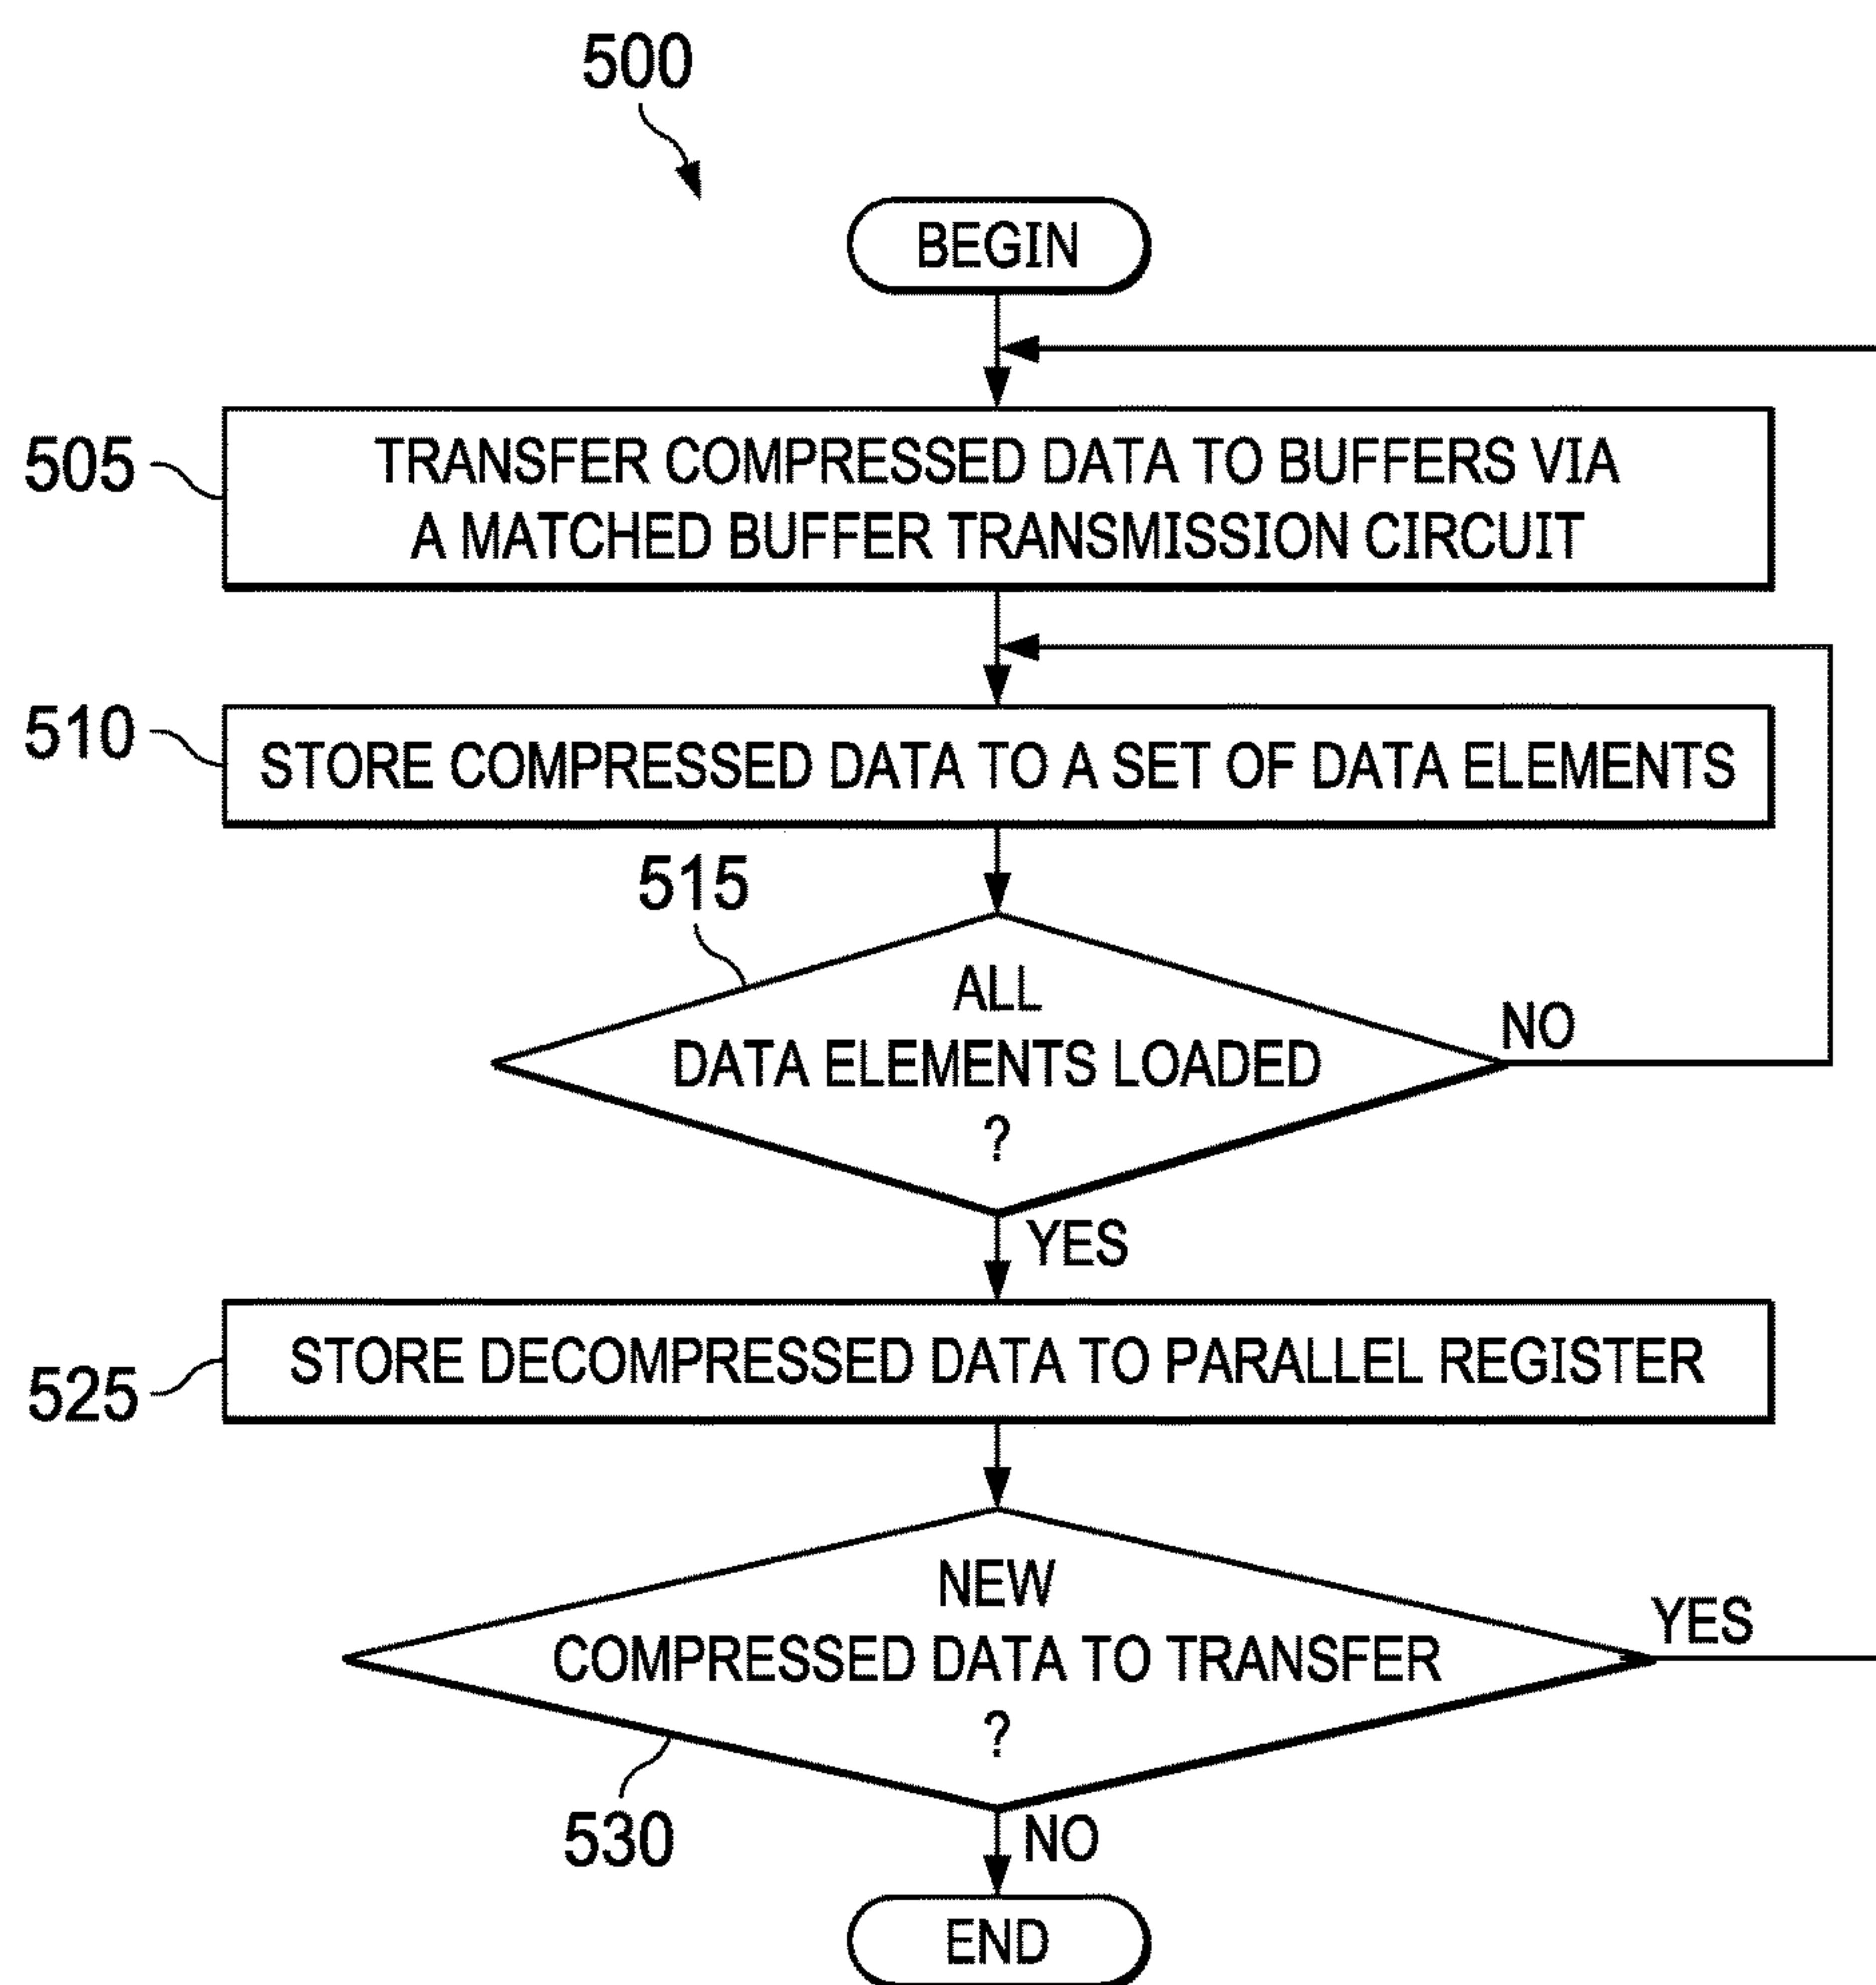 500
BEGIN
505
TRANSFER COMPRESSED DATA TO BUFFERS VIA
A MATCHED BUFFER TRANSMISSION CIRCUIT
510
STORE COMPRESSED DATA TO A SET OF DATA ELEMENTS
515
ALL
DATA ELEMENTS LOADED
?
NO
YES
525
STORE DECOMPRESSED DATA TO PARALLEL REGISTER
NEW
COMPRESSED DATA TO TRANSFER
?
YES
530
NO
END